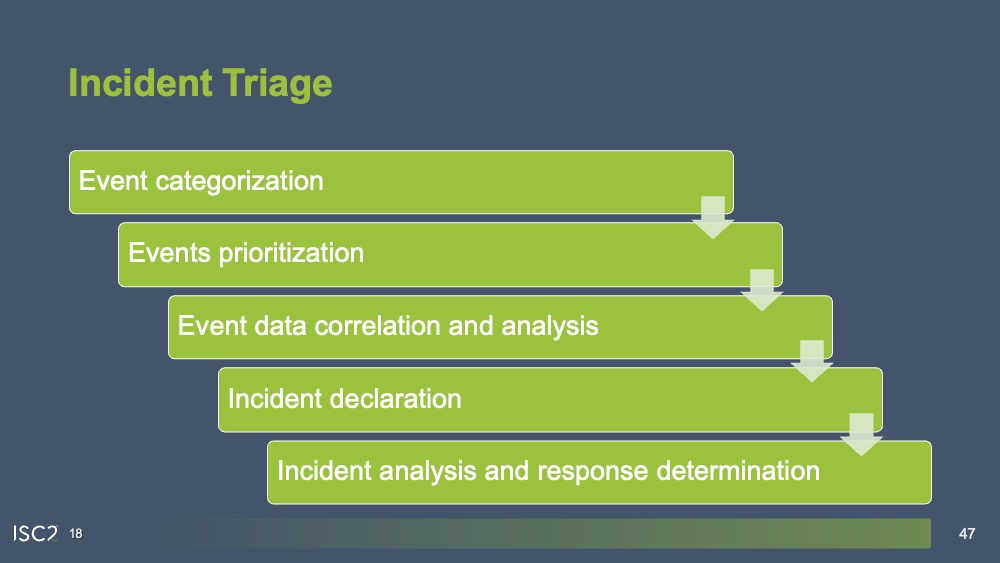 Incident Triage
Event categorization
Events prioritization
Event data correlation and analysis
Incident declaration
Incident analysis and response determination
ISC2 18
47